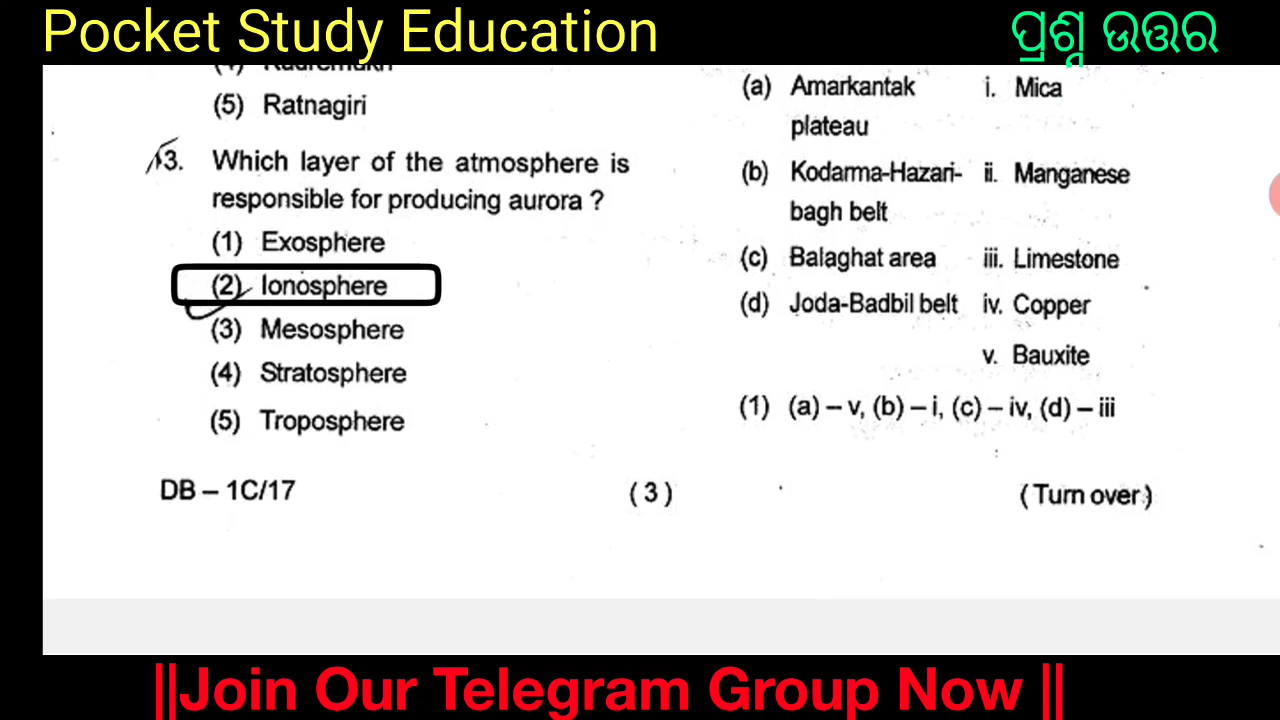 Pocket Study Education
ପ୍ରଶ୍ନ ଉତ୍ତର
(5) Ratnagiri
13. Which layer of the atmosphere is
responsible for producing aurora ?
(1) Exosphere
(2) Ionosphere
(3) Mesosphere
(4) Stratosphere
(5) Troposphere
DB – 1C/17
(a) Amarkantak i. Mica
plateau
(b) Kodarma-Hazari- ii. Manganese
bagh belt
(c) Balaghat area iii. Limestone
(d) Joda-Badbil belt iv. Copper
v. Bauxite
(1) (a) – v, (b) – i, (c) – iv, (d) – iii
( 3 )
( Turn over )
||Join Our Telegram Group Now ||